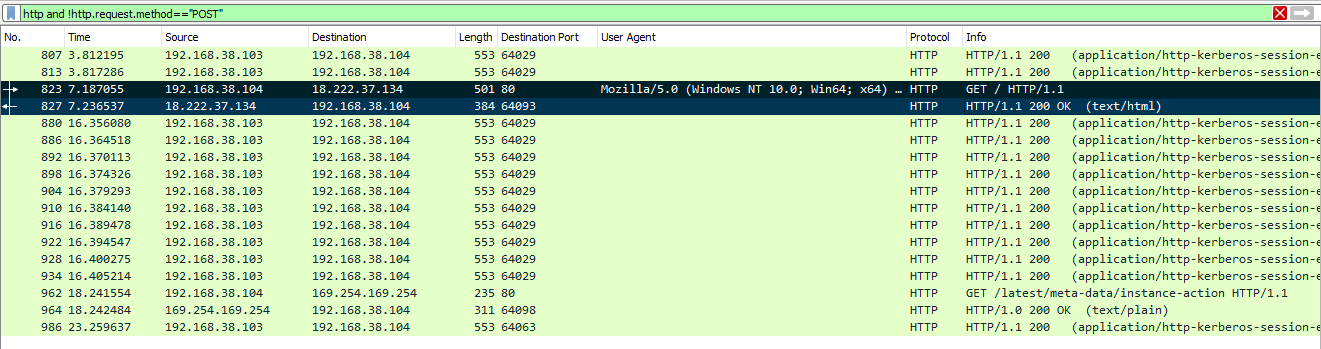 http and !http.request.method=="POST"
No. Time Source Destination Length Destination Port User Agent Protocol Info
807 3.812195 192.168.38.103 192.168.38.104 553 64029 HTTP HTTP/1.1 200 (application/http-kerberos-session-e
813 3.817286 192.168.38.103 192.168.38.104 553 64029 HTTP HTTP/1.1 200 (application/http-kerberos-session-e
823 7.187055 192.168.38.104 18.222.37.134 501 80 Mozilla/5.0 (Windows NT 10.0; Win64; x64) … HTTP GET / HTTP/1.1
827 7.236537 18.222.37.134 192.168.38.104 384 64093 HTTP HTTP/1.1 200 OK (text/html)
880 16.356080 192.168.38.103 192.168.38.104 553 64029 HTTP HTTP/1.1 200 (application/http-kerberos-session-e
886 16.364518 192.168.38.103 192.168.38.104 553 64029 HTTP HTTP/1.1 200 (application/http-kerberos-session-e
892 16.370113 192.168.38.103 192.168.38.104 553 64029 HTTP HTTP/1.1 200 (application/http-kerberos-session-e
898 16.374326 192.168.38.103 192.168.38.104 553 64029 HTTP HTTP/1.1 200 (application/http-kerberos-session-e
904 16.379293 192.168.38.103 192.168.38.104 553 64029 HTTP HTTP/1.1 200 (application/http-kerberos-session-e
910 16.384140 192.168.38.103 192.168.38.104 553 64029 HTTP HTTP/1.1 200 (application/http-kerberos-session-e
916 16.389478 192.168.38.103 192.168.38.104 553 64029 HTTP HTTP/1.1 200 (application/http-kerberos-session-e
922 16.394547 192.168.38.103 192.168.38.104 553 64029 HTTP HTTP/1.1 200 (application/http-kerberos-session-e
928 16.400275 192.168.38.103 192.168.38.104 553 64029 HTTP HTTP/1.1 200 (application/http-kerberos-session-e
934 16.405214 192.168.38.103 192.168.38.104 553 64029 HTTP HTTP/1.1 200 (application/http-kerberos-session-e
962 18.241554 192.168.38.104 169.254.169.254 235 80 HTTP GET /latest/meta-data/instance-action HTTP/1.1
964 18.242484 169.254.169.254 192.168.38.104 311 64098 HTTP HTTP/1.0 200 OK (text/plain)
986 23.259637 192.168.38.103 192.168.38.104 553 64063 HTTP HTTP/1.1 200 (application/http-kerberos-session-e